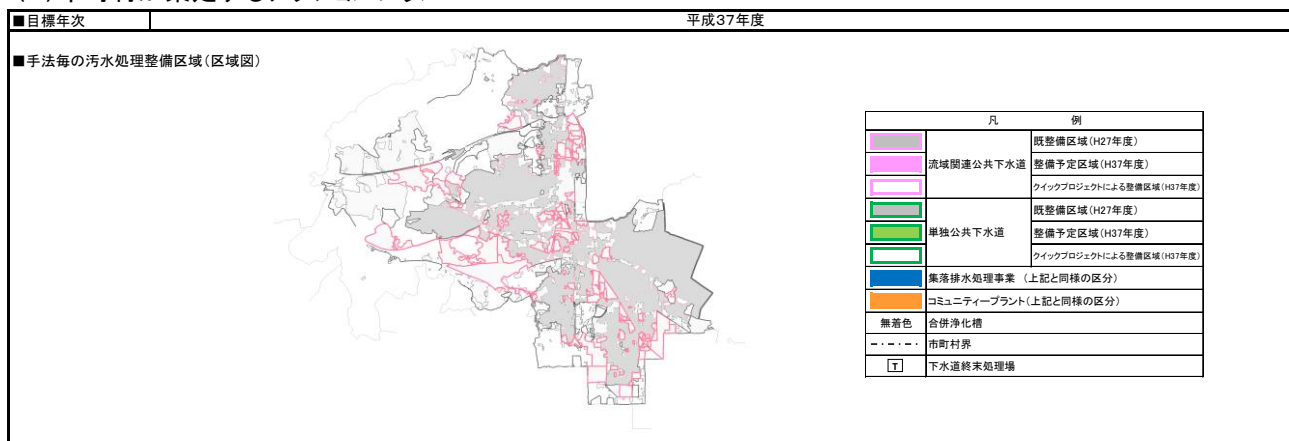 ■目標年次
平成37年度
■手法毎の汚水処理整備区域(区域図)
凡 例
流域関連公共下水道
既整備区域(H27年度)
整備予定区域(H37年度)
クイックプロジェクトによる整備区域(H37年度)
単独公共下水道
既整備区域(H27年度)
整備予定区域(H37年度)
クイックプロジェクトによる整備区域(H37年度)
集落排水処理事業 (上記と同様の区分)
コミュニティープラント(上記と同様の区分)
無着色 合併浄化槽
市町村界
T 下水道終末処理場